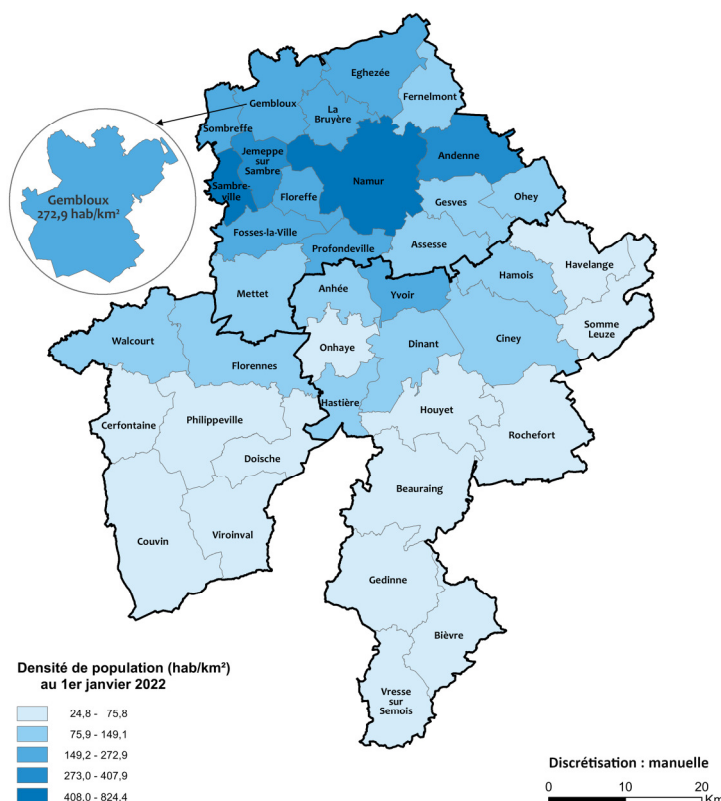 Eghezée
Fernelmont
Gembloux
La
Bruyère
Sombreffe
Jemeppe
sur
Sambre
Andenne
Namur
Sambre-
ville
Floreffe
Gesves
Ohey
Gembloux
272,9 hab/km²
Fosses-la-Ville
Profondeville
Assesse
Havelange
Hamois
Mettet
Anhée
Yvoir
Somme
Leuze
Walcourt
Onhaye
Dinant
Ciney
Florennes
Hastière
Houyet
Cerfontaine
Philippeville
Rochefort
Doische
Beauraing
Couvin
Viroinval
Gedinne
Bièvre
Vresse
sur
Semois
Densité de population (hab/km²)
au 1er janvier 2022
24,8 - 75,8
75,9 - 149,1
149,2 - 272,9
273,0 - 407,9
408,0 - 824,4
Discrétisation : manuelle
0 10 20
Km